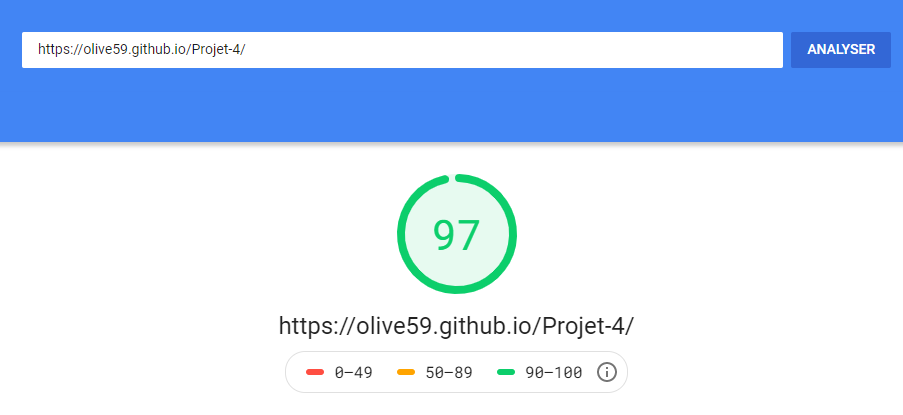 https://olive59.github.io/Projet-4/ ANALYSER
97
https://olive59.github.io/Projet-4/
0–49 50–89 90–100